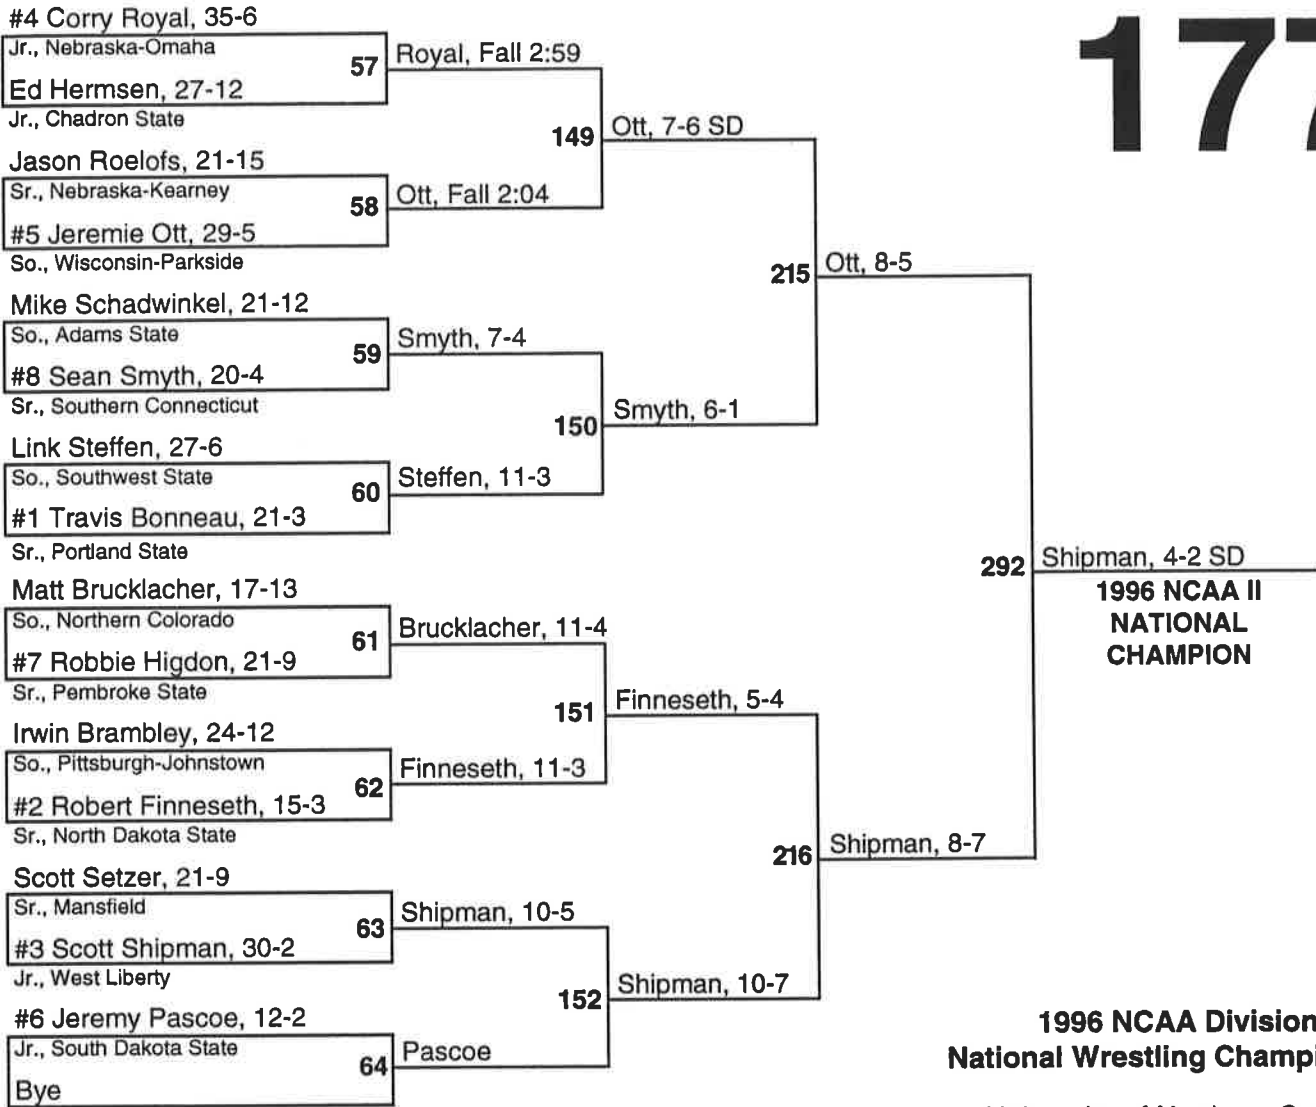 #4 Corry Royal, 35-6
Jr., Nebraska-Omaha
57
Ed Hermsen, 27-12
Jr., Chadron State
Royal, Fall 2:59
149
Ott, 7-6 SD
Jason Roelofs, 21-15
Sr., Nebraska-Kearney
58
#5 Jeremie Ott, 29-5
So., Wisconsin-Parkside
Ott, Fall 2:04
215
Ott, 8-5
Mike Schadwinkel, 21-12
So., Adams State
59
#8 Sean Smyth, 20-4
Sr., Southern Connecticut
Smyth, 7-4
150
Smyth, 6-1
Link Steffen, 27-6
So., Southwest State
60
#1 Travis Bonneau, 21-3
Sr., Portland State
Steffen, 11-3
292
Shipman, 4-2 SD
1996 NCAA II
NATIONAL
CHAMPION
Matt Brucklacher, 17-13
So., Northern Colorado
61
#7 Robbie Higdon, 21-9
Sr., Pembroke State
Brucklacher, 11-4
151
Finneseth, 5-4
Irwin Brambley, 24-12
So., Pittsburgh-Johnstown
62
#2 Robert Finneseth, 15-3
Sr., North Dakota State
Finneseth, 11-3
216
Shipman, 8-7
Scott Setzer, 21-9
Sr., Mansfield
63
#3 Scott Shipman, 30-2
Jr., West Liberty
Shipman, 10-5
152
Shipman, 10-7
#6 Jeremy Pascoe, 12-2
Jr., South Dakota State
64
Bye
Pascoe
177
1996 NCAA Division
National Wrestling Champi